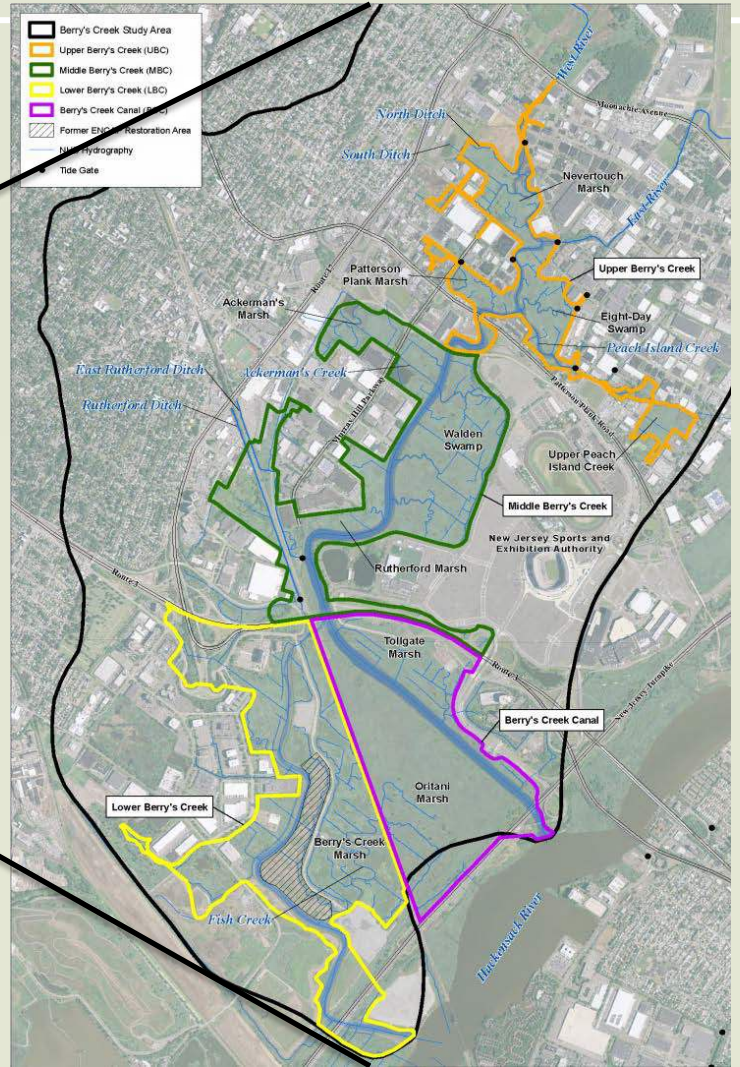 Berry's Creek Study Area
Upper Berry's Creek (UBC)
Middle Berry's Creek (MBC)
Lower Berry's Creek (LBC)
Berry's Creek Canal
Former Restoration Area
Hydrography
Tide Gate
West River
Moonachie Avenue
North Ditch
South Ditch
Nevertouch
Marsh
East River
Route 17
Patterson
Plank Marsh
Upper Berry's Creek
Ackerman's
Marsh
Eight-Day
Swamp
Peach Island Creek
East Rutherford Ditch
Ackerman's Creek
Rutherford Ditch
Murray Hill Parkway
Patterson Plank Road
Walden
Swamp
Upper Peach
Island Creek
Middle Berry's Creek
New Jersey Sports and
Exhibition Authority
Rutherford Marsh
Route 3
Tollgate
Marsh
Route 3
New Jersey Turnpike
Berry's Creek Canal
Oritani
Marsh
Lower Berry's Creek
Berry's Creek
Marsh
Fish Creek
Hackensack River